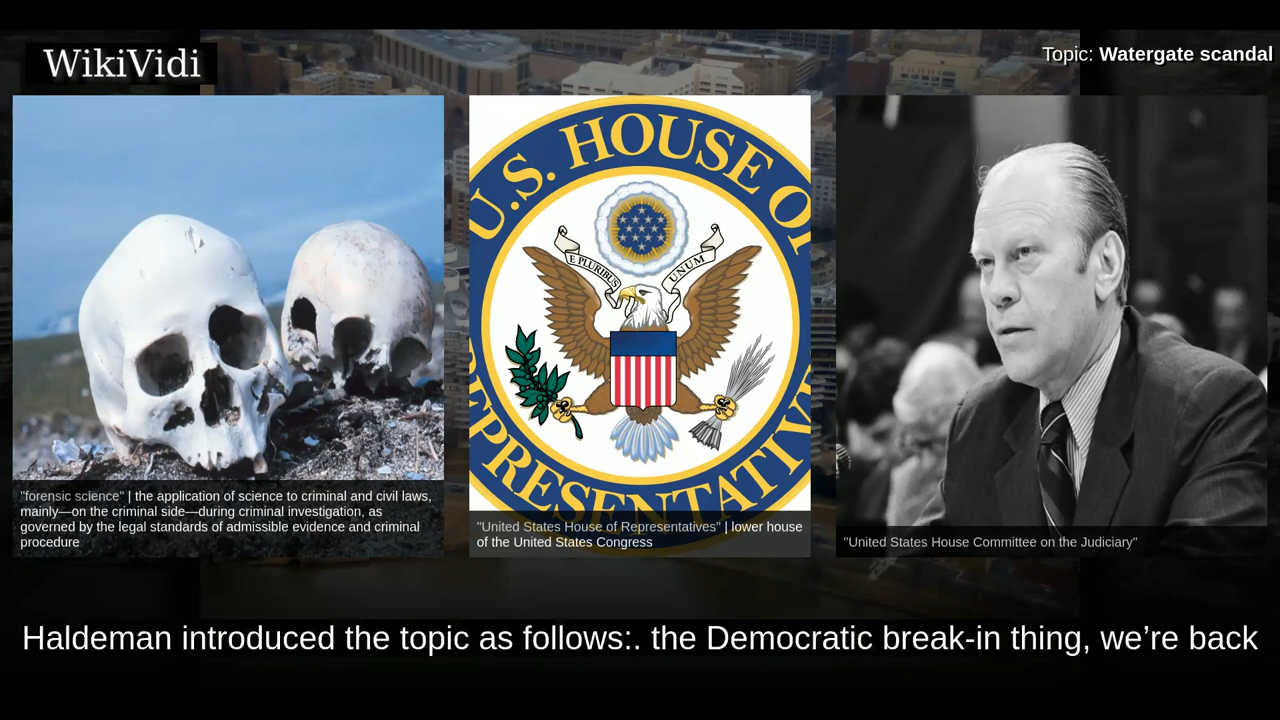 WikiVidi
Topic: Watergate scandal
"forensic science" | the application of science to criminal and civil laws,
mainly—on the criminal side—during criminal investigation, as
governed by the legal standards of admissible evidence and criminal
procedure
U.S. HOUSE O
E PLURIBUS
UNUM
EPRESENTATIV
"United States House of Representatives" | lower house
of the United States Congress
"United States House Committee on the Judiciary"
Haldeman introduced the topic as follows:. the Democratic break-in thing, we’re back